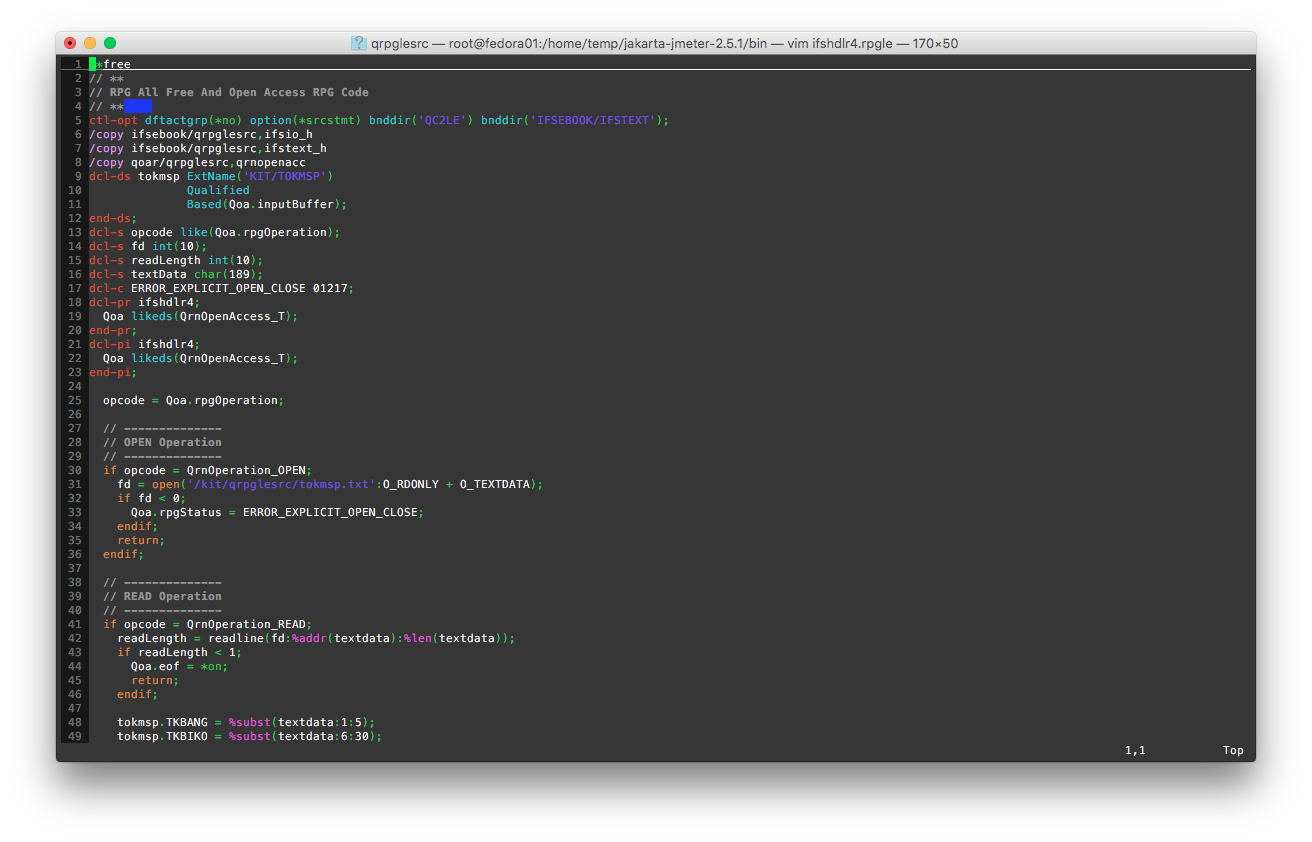 qrpglesrc — root@fedora01:/home/temp/jakarta-jmeter-2.5.1/bin — vim ifshdlr4.rpgle — 170×50
1 **free
2 // **
3 // RPG All Free And Open Access RPG Code
4 // **
5 ctl-opt dftactgrp(*no) option(*srcstmt) bnddir('QC2LE') bnddir('IFSEBOOK/IFSTEXT');
6 /copy ifsebook/qrpglesrc,ifsio_h
7 /copy ifsebook/qrpglesrc,ifstext_h
8 /copy qoar/qrpglesrc,qrnopenacc
9 dcl-ds tokmsp ExtName('KIT/TOKMSP')
10               Qualified
11               Based(Qoa.inputBuffer);
12 end-ds;
13 dcl-s opcode like(Qoa.rpgOperation);
14 dcl-s fd int(10);
15 dcl-s readLength int(10);
16 dcl-s textData char(189);
17 dcl-c ERROR_EXPLICIT_OPEN_CLOSE 01217;
18 dcl-pr ifshdlr4;
19   Qoa likeds(QrnOpenAccess_T);
20 end-pr;
21 dcl-pi ifshdlr4;
22   Qoa likeds(QrnOpenAccess_T);
23 end-pi;
24
25   opcode = Qoa.rpgOperation;
26
27   // --------------
28   // OPEN Operation
29   // --------------
30   if opcode = QrnOperation_OPEN;
31     fd = open('/kit/qrpglesrc/tokmsp.txt':O_RDONLY + O_TEXTDATA);
32     if fd < 0;
33       Qoa.rpgStatus = ERROR_EXPLICIT_OPEN_CLOSE;
34     endif;
35     return;
36   endif;
37
38   // --------------
39   // READ Operation
40   // --------------
41   if opcode = QrnOperation_READ;
42     readLength = readline(fd:%addr(textdata):%len(textdata));
43     if readLength < 1;
44       Qoa.eof = *on;
45       return;
46     endif;
47
48     tokmsp.TKBANG = %subst(textdata:1:5);
49     tokmsp.TKBIKO = %subst(textdata:6:30);
1,1 Top